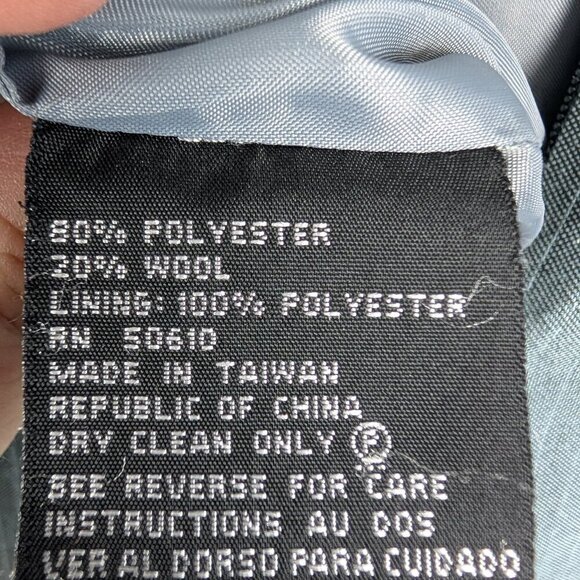 80% POLYESTER
20% WOOL
LINING: 100% POLYESTER
RN 50610
MADE IN TAIWAN
REPUBLIC OF CHINA
DRY CLEAN ONLY Ⓟ
SEE REVERSE FOR CARE
INSTRUCTIONS AU DOS
VER AL DORSO PARA CUIDADO